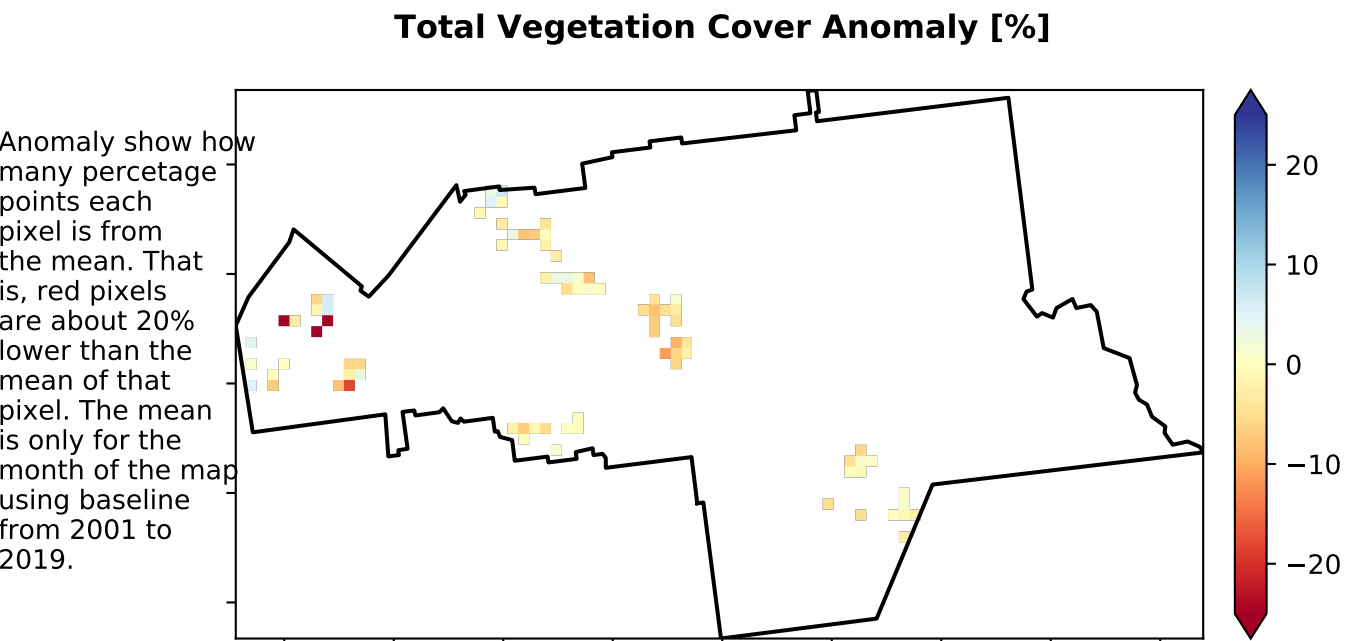 Total Vegetation Cover Anomaly [%]
Anomaly show how
many percetage
points each
pixel is from
the mean. That
is, red pixels
are about 20%
lower than the
mean of that
pixel. The mean
is only for the
month of the map
using baseline
from 2001 to
2019.
20
10
0
−10
−20